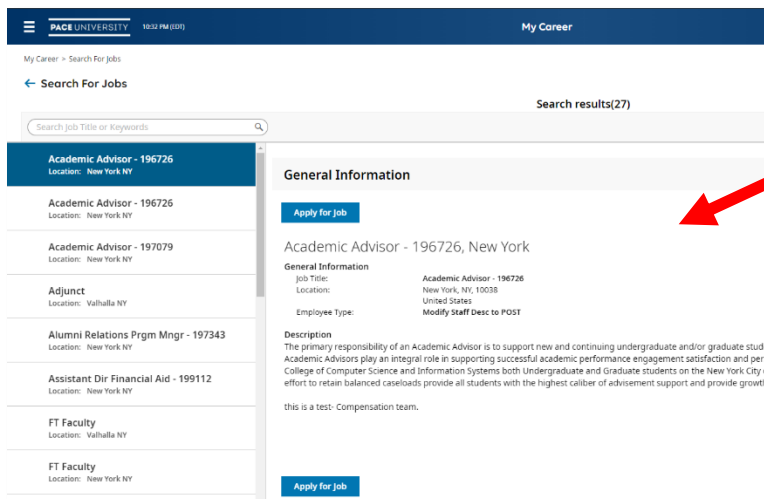 PACE UNIVERSITY 10:32 PM (EDT) My Career
My Career > Search For Jobs
← Search For Jobs
Search results(27)
Search Job Title or Keywords
Academic Advisor - 196726
Location: New York NY
Academic Advisor - 196726
Location: New York NY
Academic Advisor - 197079
Location: New York NY
Adjunct
Location: Valhalla NY
Alumni Relations Prgm Mngr - 197343
Location: New York NY
Assistant Dir Financial Aid - 199112
Location: New York NY
FT Faculty
Location: Valhalla NY
FT Faculty
Location: New York NY
General Information
Apply for Job
Academic Advisor - 196726, New York
General Information
Job Title: Academic Advisor - 196726
Location: New York, NY, 10038
United States
Employee Type: Modify Staff Desc to POST
Description
The primary responsibility of an Academic Advisor is to support new and continuing undergraduate and/or graduate stud
Academic Advisors play an integral role in supporting successful academic performance engagement satisfaction and per
College of Computer Science and Information Systems both Undergraduate and Graduate students on the New York City
effort to retain balanced caseloads provide all students with the highest caliber of advisement support and provide growt
this is a test- Compensation team.
Apply for Job